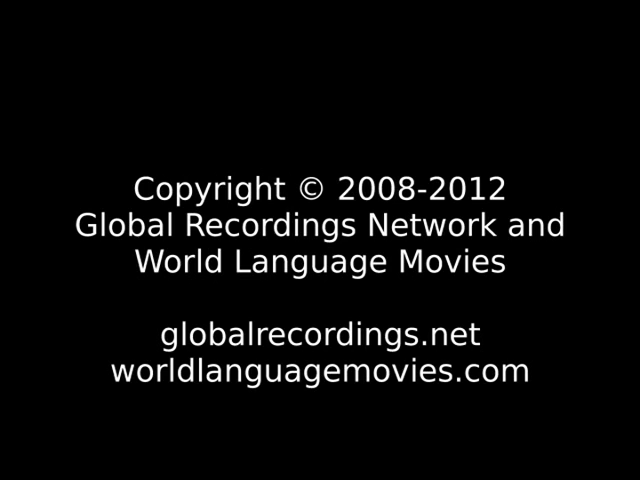 Copyright © 2008-2012
Global Recordings Network and
World Language Movies
globalrecordings.net
worldlanguagemovies.com